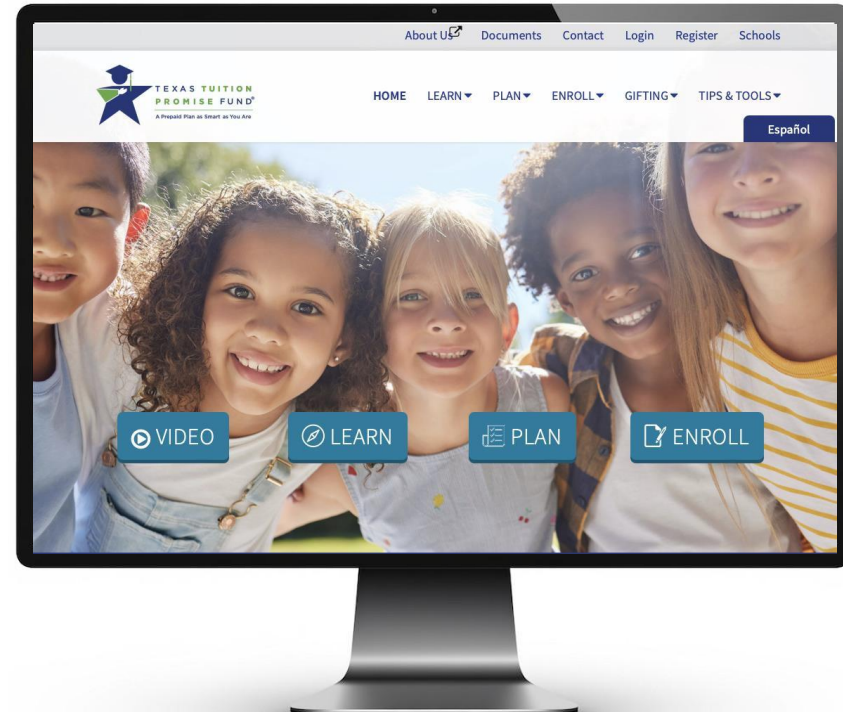 About Us Documents Contact Login Register Schools
TEXAS TUITION
PROMISE FUND®
A Prepaid Plan as Smart as You Are
HOME LEARN PLAN ENROLL GIFTING TIPS & TOOLS
Español
VIDEO LEARN PLAN ENROLL